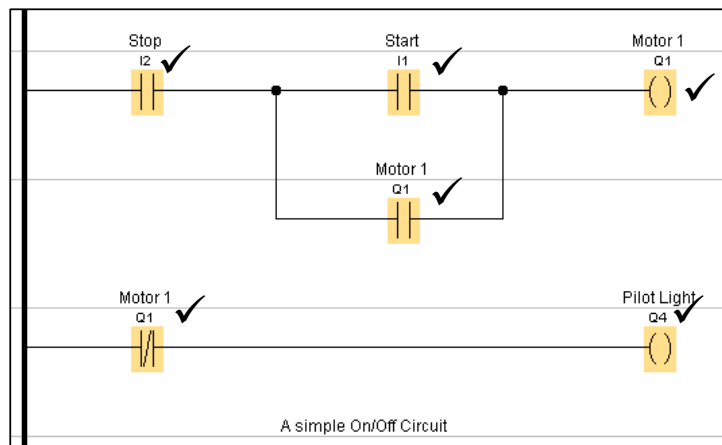 Stop Start Motor 1
I2 I1 Q1
Motor 1
Q1
Motor 1 Pilot Light
Q1 Q4
A simple On/Off Circuit